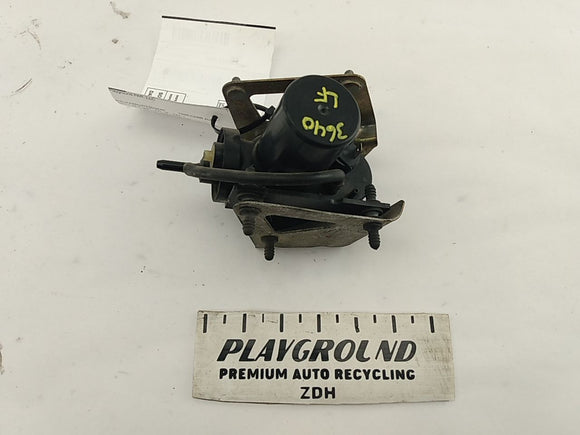 LF
3640
PLAYGROUND
PREMIUM AUTO RECYCLING
ZDH